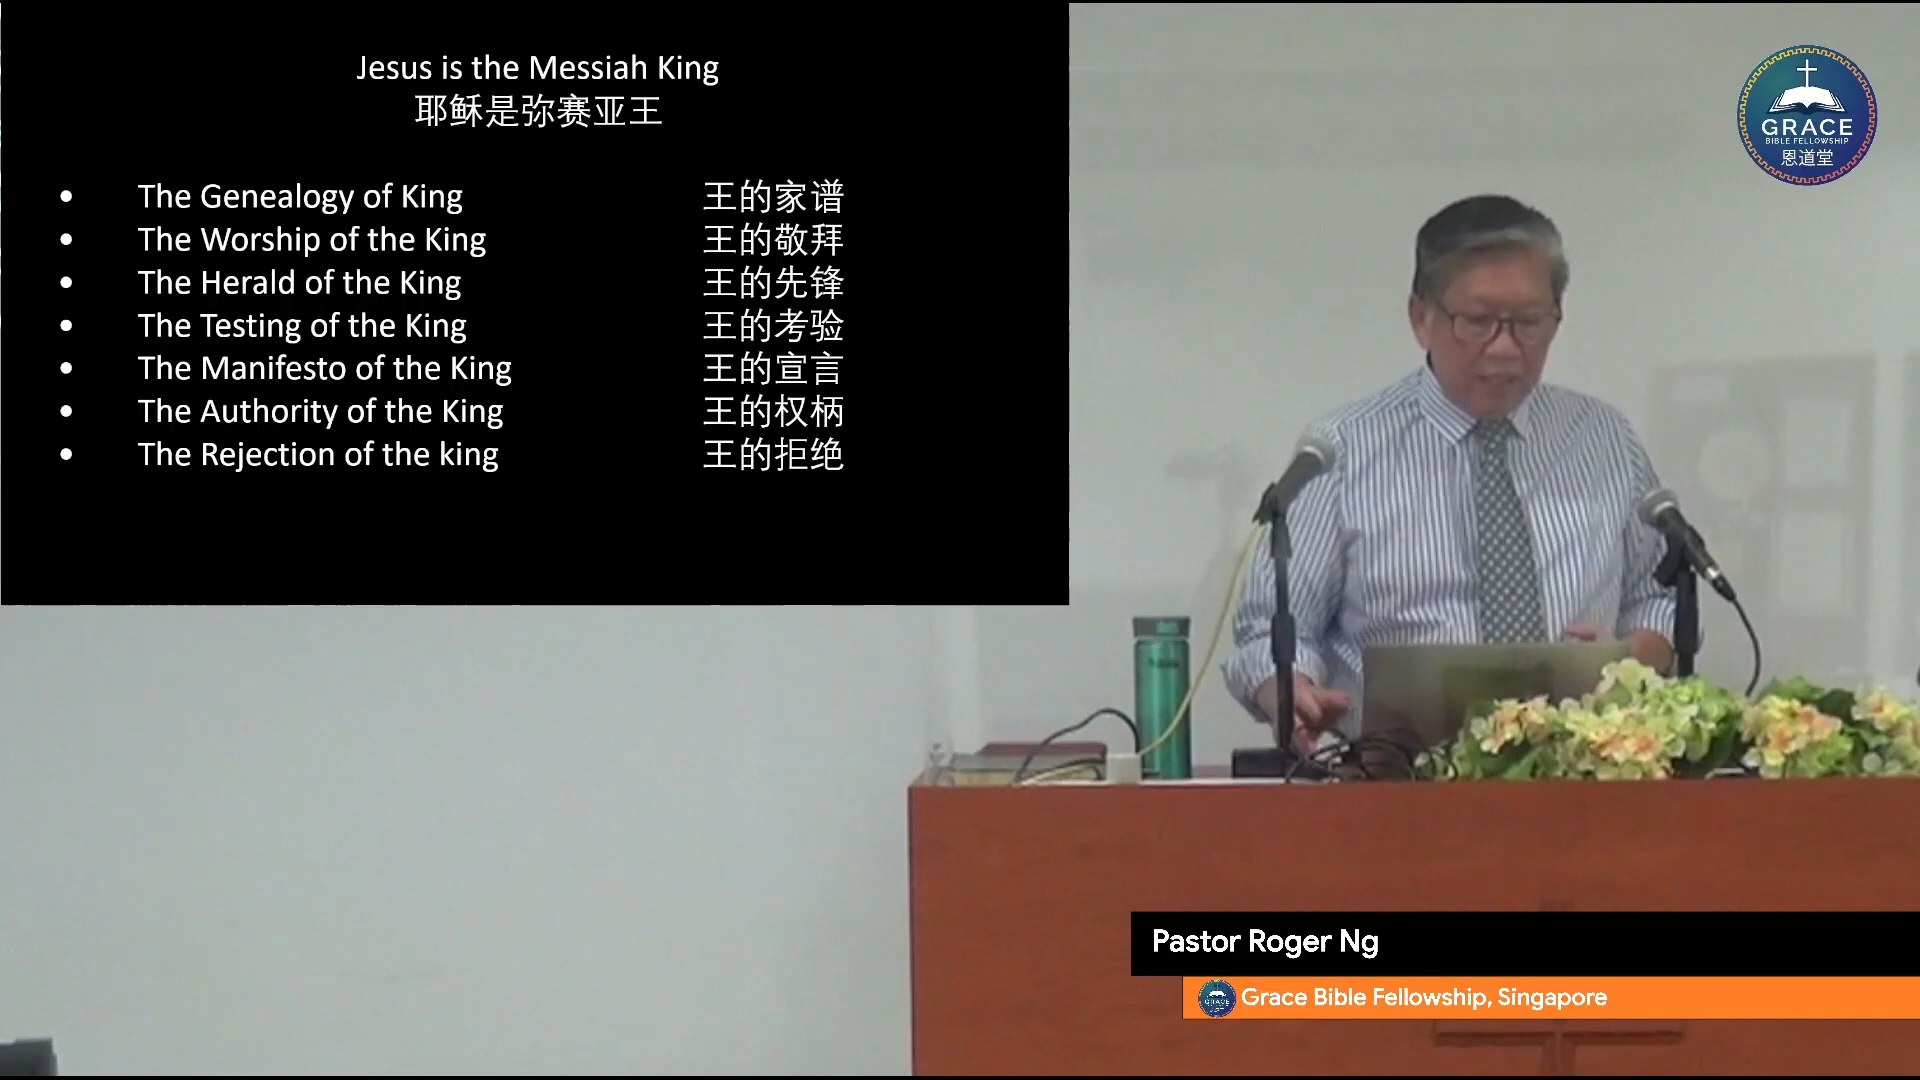 Jesus is the Messiah King
耶稣是弥赛亚王
• The Genealogy of King 王的家谱
• The Worship of the King 王的敬拜
• The Herald of the King 王的先锋
• The Testing of the King 王的考验
• The Manifesto of the King 王的宣言
• The Authority of the King 王的权柄
• The Rejection of the king 王的拒绝
GRACE
BIBLE FELLOWSHIP
恩道堂
Pastor Roger Ng
GRACE
Grace Bible Fellowship, Singapore